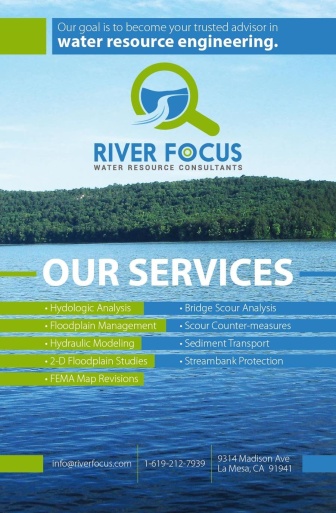 Our goal is to become your trusted advisor in
water resource engineering.
RIVER FOCUS
WATER RESOURCE CONSULTANTS
OUR SERVICES
• Hydrologic Analysis
• Floodplain Management
• Hydraulic Modeling
• 2-D Floodplain Studies
• FEMA Map Revisions
• Bridge Scour Analysis
• Scour Counter-measures
• Sediment Transport
• Streambank Protection
info@riverfocus.com
1-619-212-7939
9314 Madison Ave
La Mesa, CA 91941